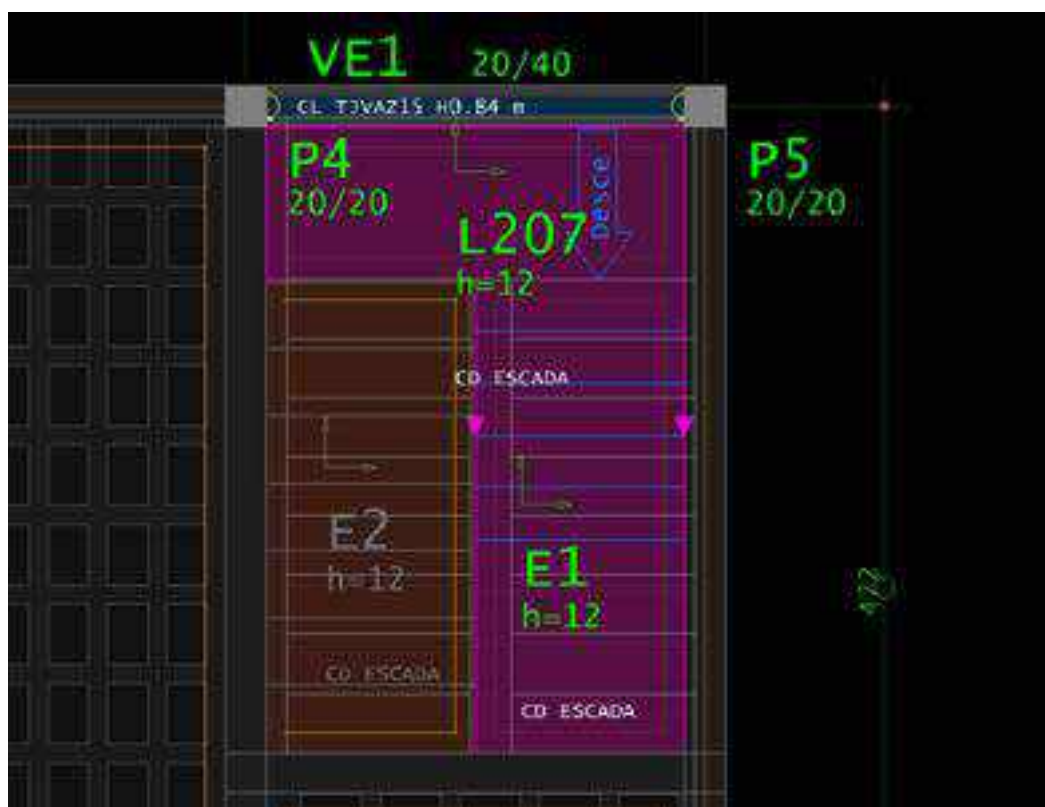 VE1 20/40
CL TJVAZ15 H0.84 m
P4
20/20
P5
20/20
DESCE
L207
h=12
CD ESCADA
E2
h=12
E1
h=12
CD ESCADA
CD ESCADA